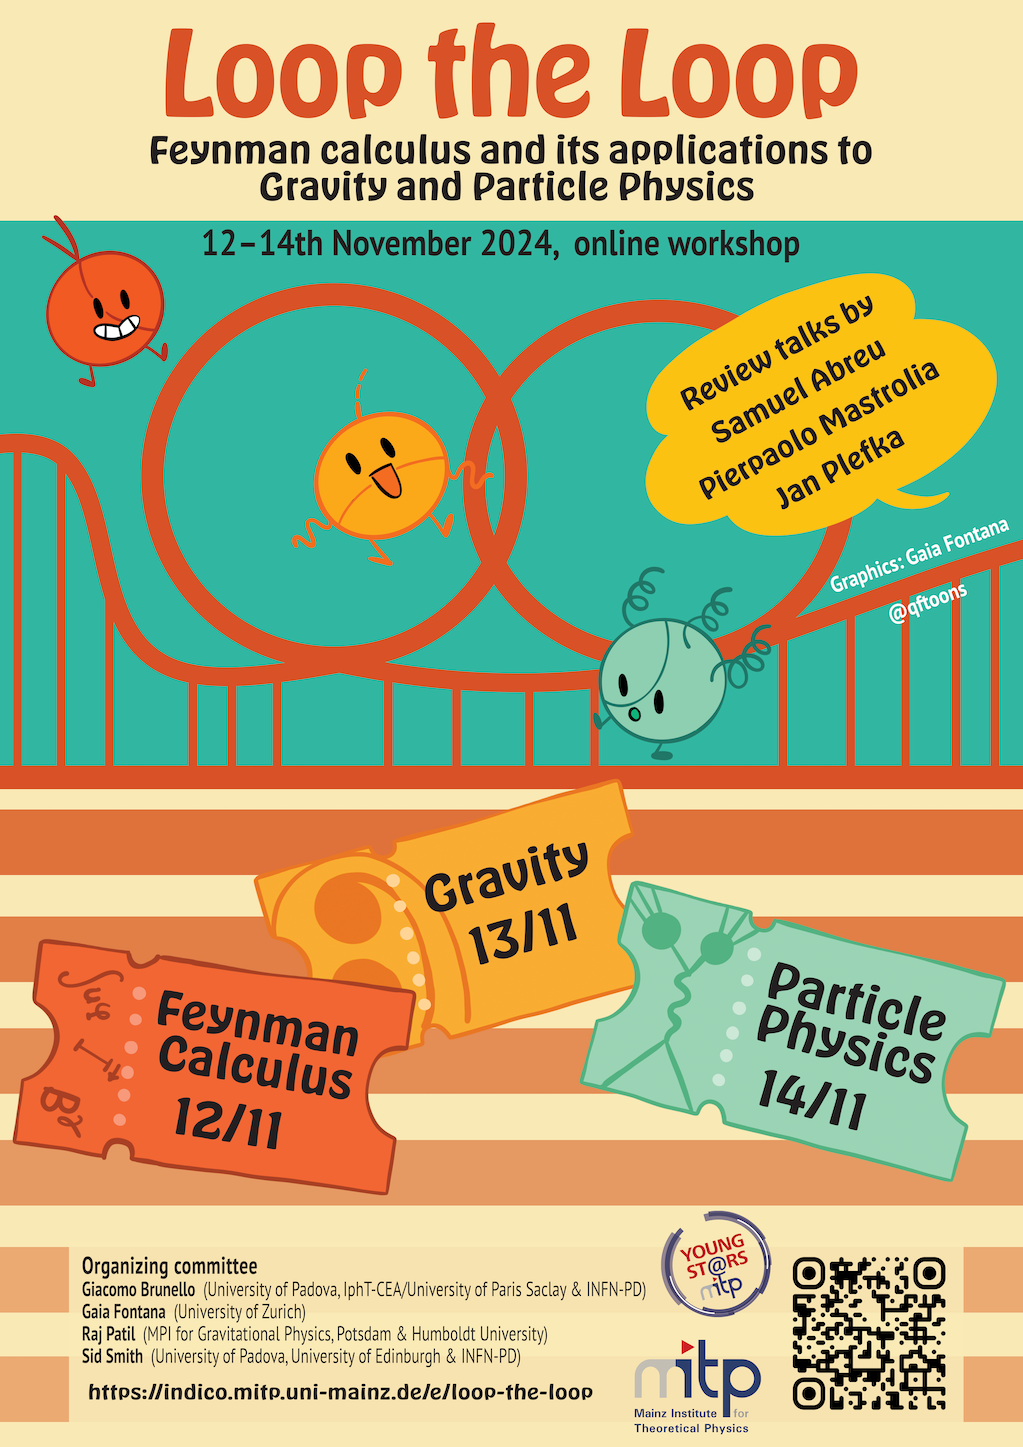 Loop the Loop
Feynman calculus and its applications to
Gravity and Particle Physics
12–14th November 2024, online workshop
Review talks by
Samuel Abreu
Pierpaolo Mastrolia
Jan Plefka
Graphics: Gaia Fontana
@qftoons
Gravity
13/11
Feynman
Calculus
12/11
Particle
Physics
14/11
Organizing committee
Giacomo Brunello (University of Padova, IphT-CEA/University of Paris Saclay & INFN-PD)
Gaia Fontana (University of Zurich)
Raj Patil (MPI for Gravitational Physics, Potsdam & Humboldt University)
Sid Smith (University of Padova, University of Edinburgh & INFN-PD)
https://indico.mitp.uni-mainz.de/e/loop-the-loop
YOUNG
ST@RS
mitp
mitp
Mainz Institute for
Theoretical Physics